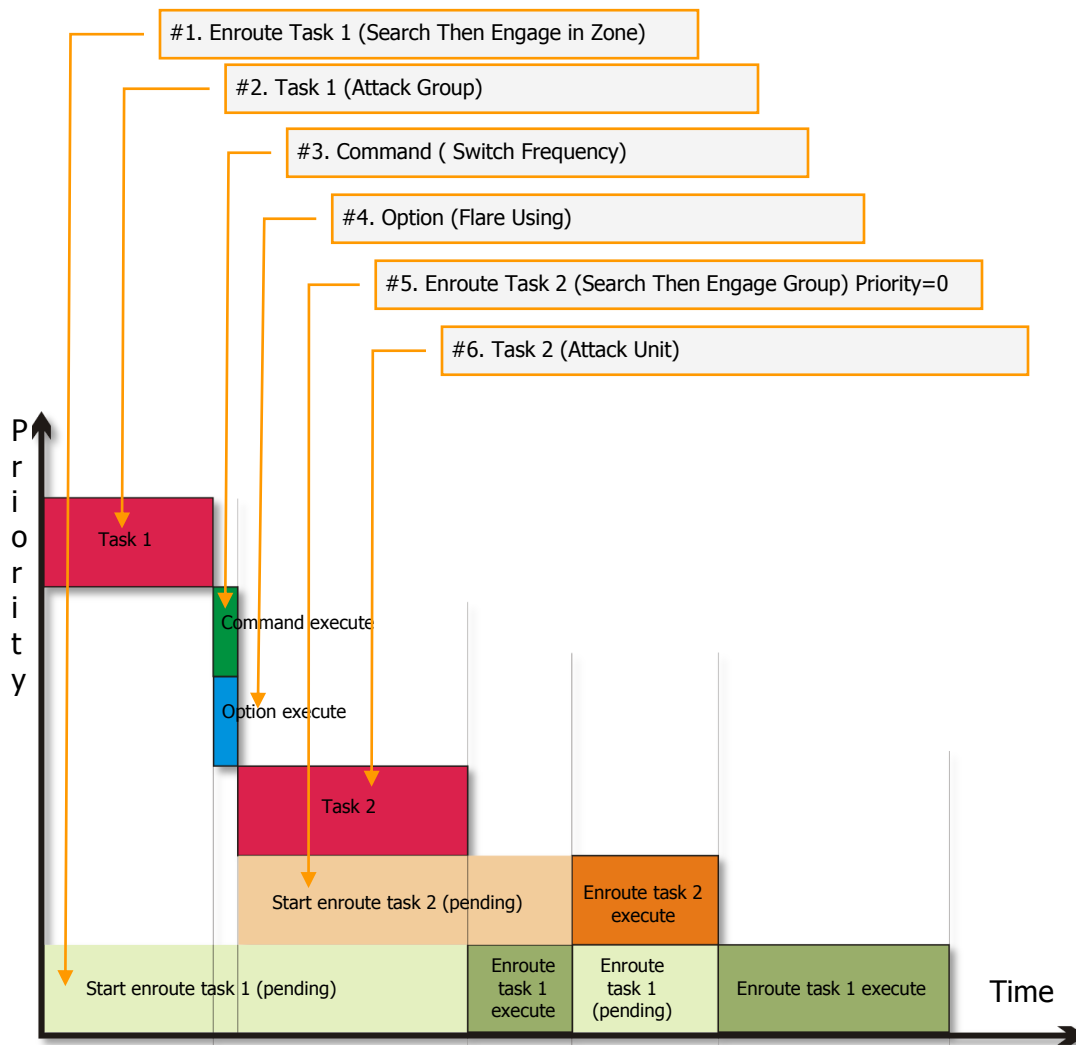 #1. Enroute Task 1 (Search Then Engage in Zone)
#2. Task 1 (Attack Group)
#3. Command ( Switch Frequency)
#4. Option (Flare Using)
#5. Enroute Task 2 (Search Then Engage Group) Priority=0
#6. Task 2 (Attack Unit)
P
r
i
o
r
i
t
y
Task 1
Command execute
Option execute
Task 2
Start enroute task 2 (pending)
Enroute task 2
execute
Start enroute task 1 (pending)
Enroute
task 1
execute
Enroute
task 1
(pending)
Enroute task 1 execute
Time